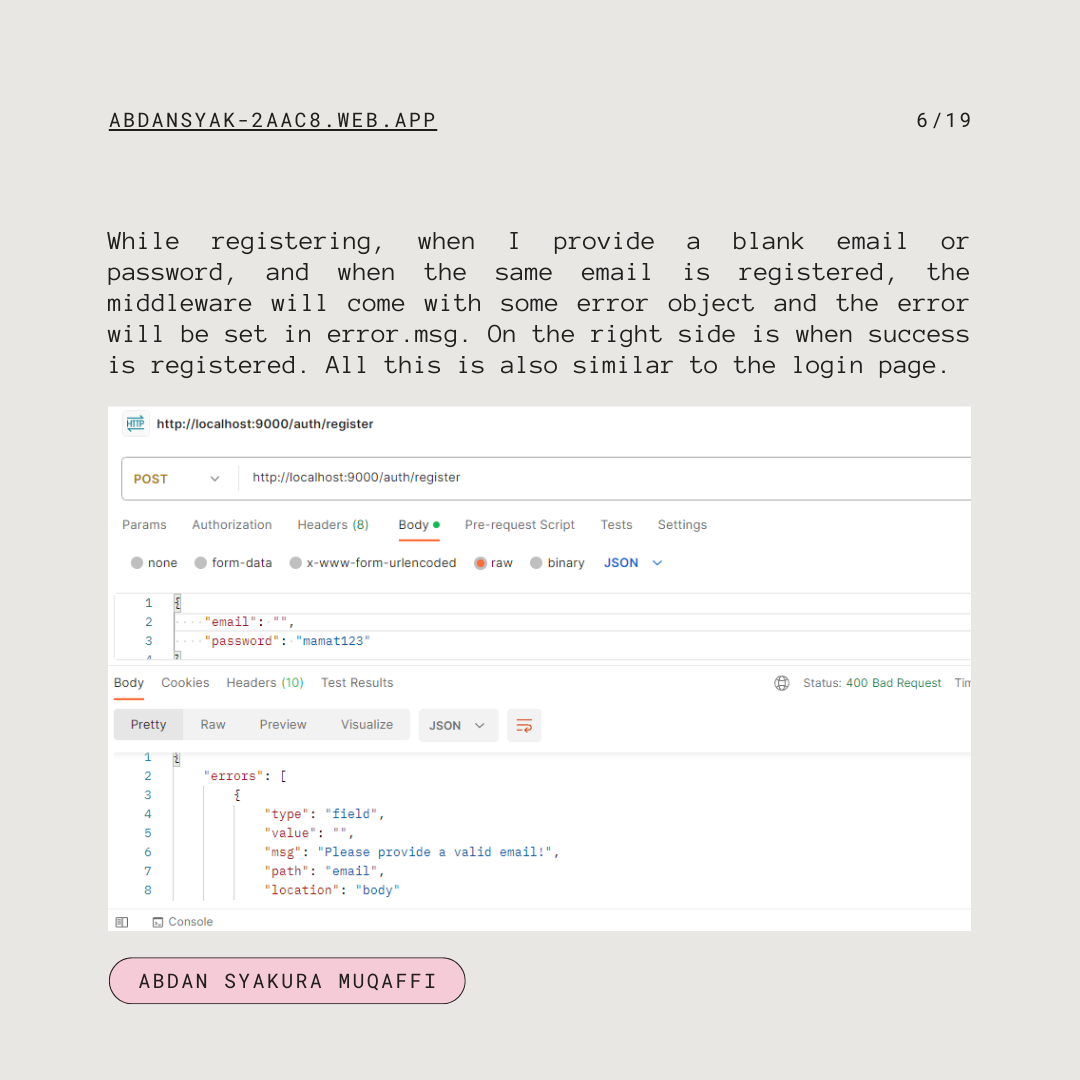 ABDANSYAK-2AAC8.WEB.APP
6/19
While registering, when I provide a blank email or
password, and when the same email is registered, the
middleware will come with some error object and the error
will be set in error.msg. On the right side is when success
is registered. All this is also similar to the login page.
HTTP http://localhost:9000/auth/register
POST http://localhost:9000/auth/register
Params Authorization Headers (8) Body Pre-request Script Tests Settings
none form-data x-www-form-urlencoded raw binary JSON
1 {
2 "email": "",
3 "password": "mamat123"
4 }
Body Cookies Headers (10) Test Results Status: 400 Bad Request Tim
Pretty Raw Preview Visualize JSON
1 {
2 "errors": [
3 {
4 "type": "field",
5 "value": "",
6 "msg": "Please provide a valid email!",
7 "path": "email",
8 "location": "body"
Console
ABDAN SYAKURA MUQAFFI